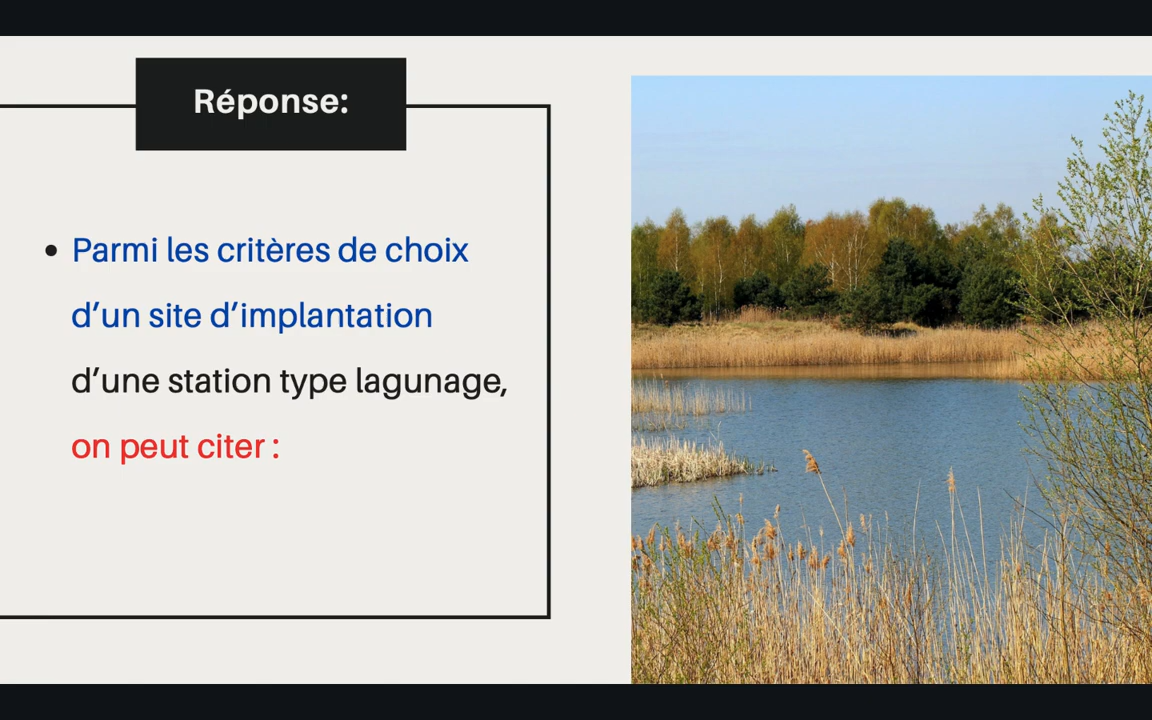 Réponse:
• Parmi les critères de choix
d’un site d’implantation
d’une station type lagunage,
on peut citer :